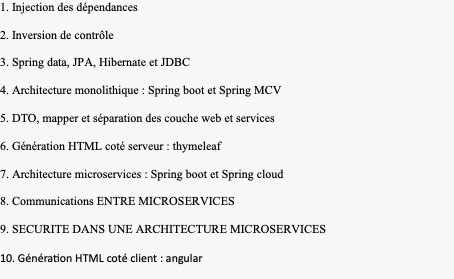 1. Injection des dépendances
2. Inversion de contrôle
3. Spring data, JPA, Hibernate et JDBC
4. Architecture monolithique : Spring boot et Spring MCV
5. DTO, mapper et séparation des couche web et services
6. Génération HTML coté serveur : thymeleaf
7. Architecture microservices : Spring boot et Spring cloud
8. Communications ENTRE MICROSERVICES
9. SECURITE DANS UNE ARCHITECTURE MICROSERVICES
10. Génération HTML coté client : angular